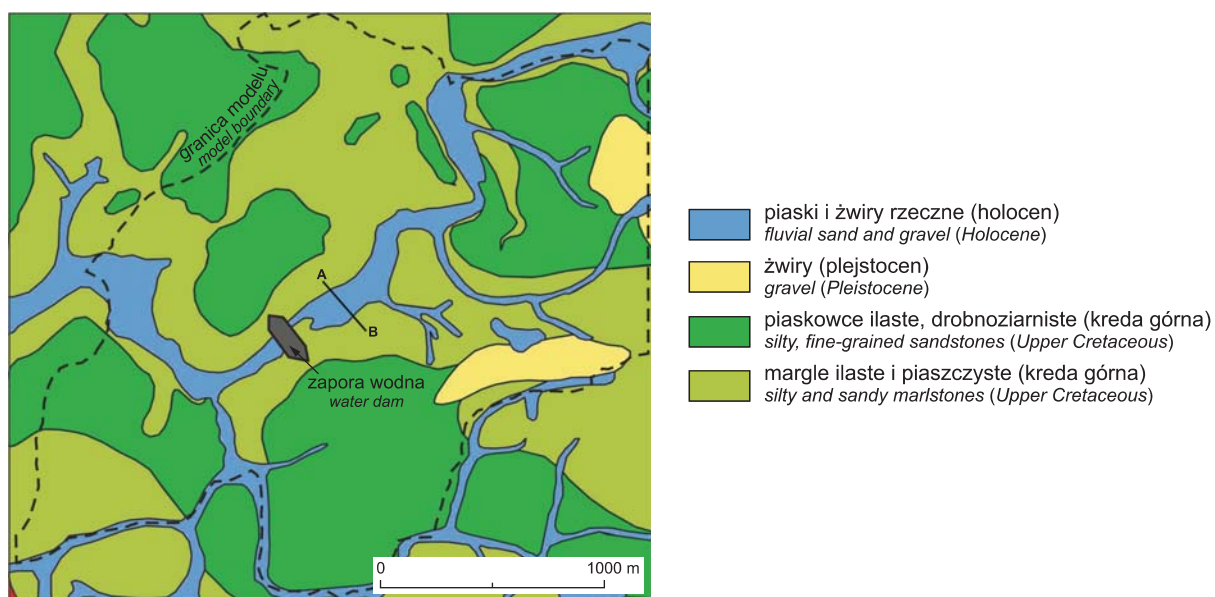 granica modelu
model boundary
A
B
zapora wodna
water dam
0 1000 m
piaski i żwiry rzeczne (holocen)
fluvial sand and gravel (Holocene)
żwiry (plejstocen)
gravel (Pleistocene)
piaskowce ilaste, drobnoziarniste (kreda górna)
silty, fine-grained sandstones (Upper Cretaceous)
margle ilaste i piaszczyste (kreda górna)
silty and sandy marlstones (Upper Cretaceous)